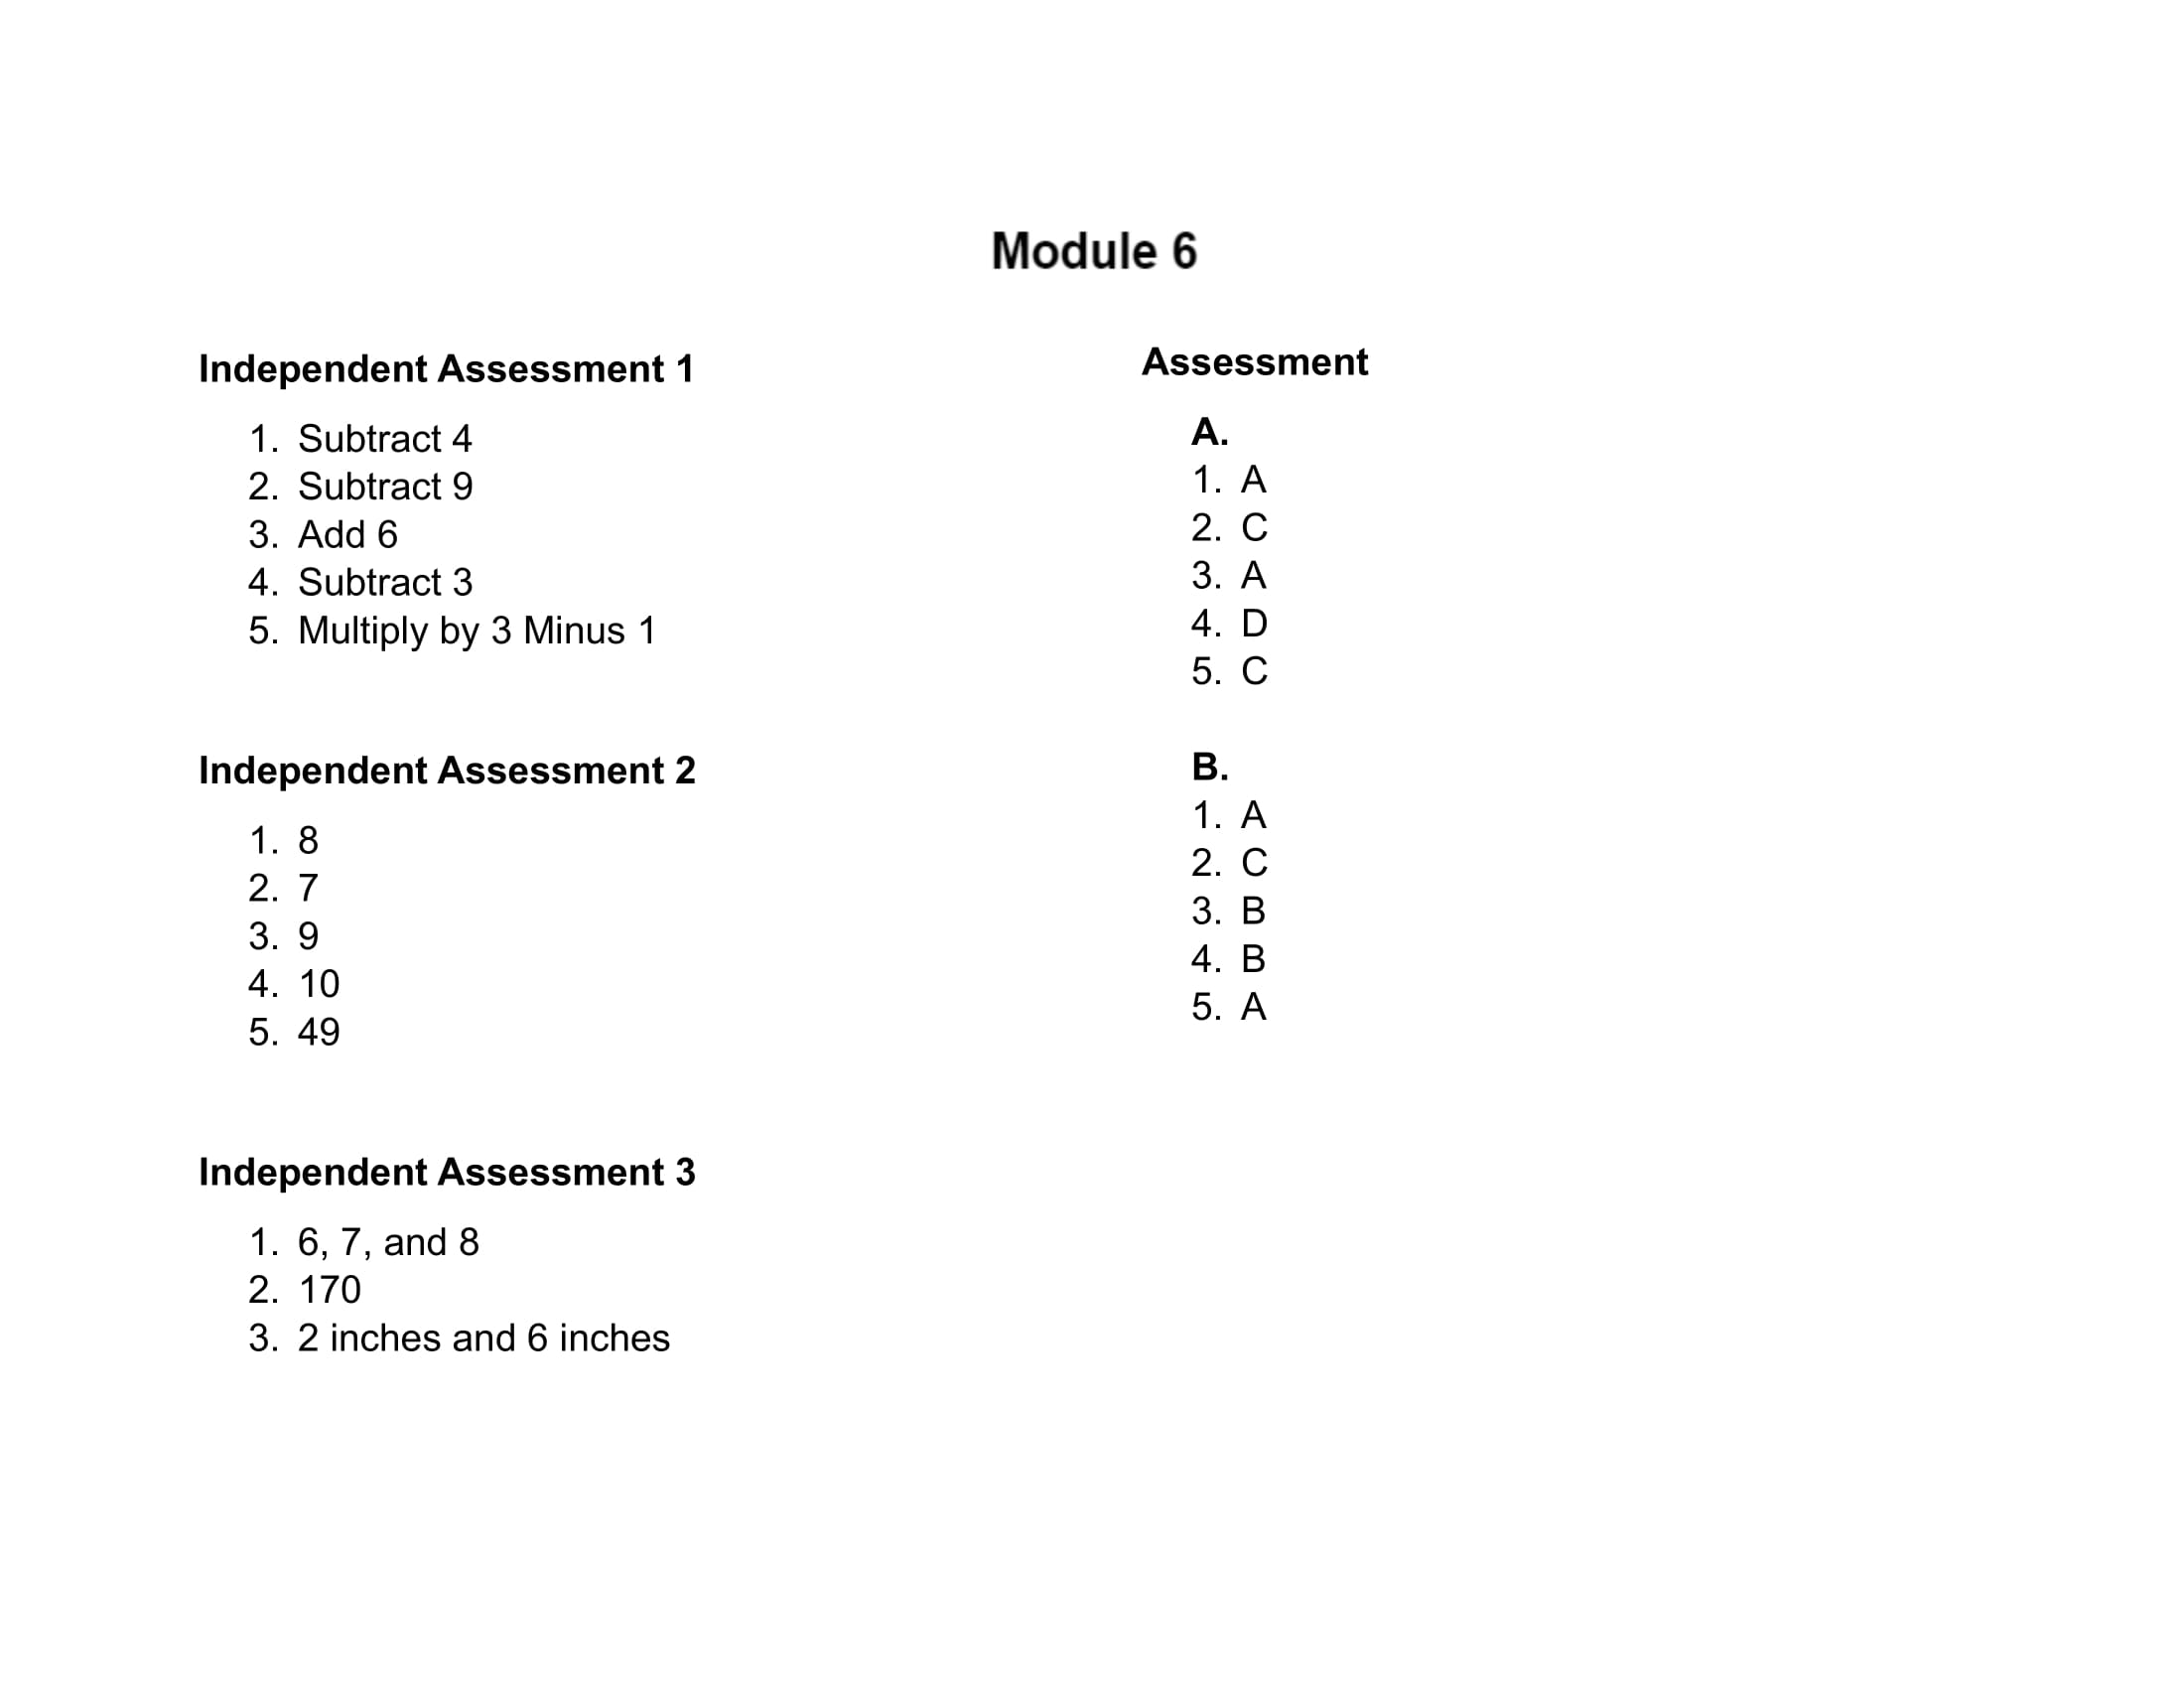 Module 6
Independent Assessment 1
1. Subtract 4
2. Subtract 9
3. Add 6
4. Subtract 3
5. Multiply by 3 Minus 1
Independent Assessment 2
1. 8
2. 7
3. 9
4. 10
5. 49
Independent Assessment 3
1. 6, 7, and 8
2. 170
3. 2 inches and 6 inches
Assessment
A.
1. A
2. C
3. A
4. D
5. C
B.
1. A
2. C
3. B
4. B
5. A